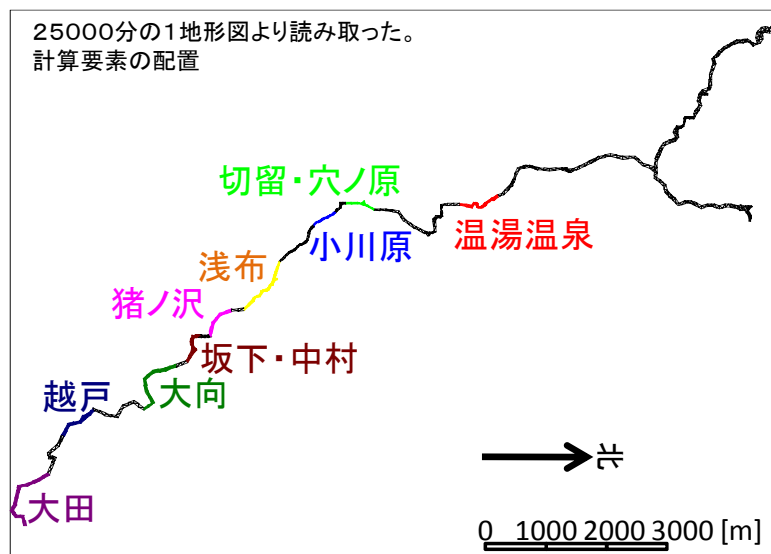 25000分の1地形図より読み取った。
計算要素の配置
切留・穴ノ原
小川原
温湯温泉
浅布
猪ノ沢
坂下・中村
越戸
大向
大田
北
0 1000 2000 3000 [m]